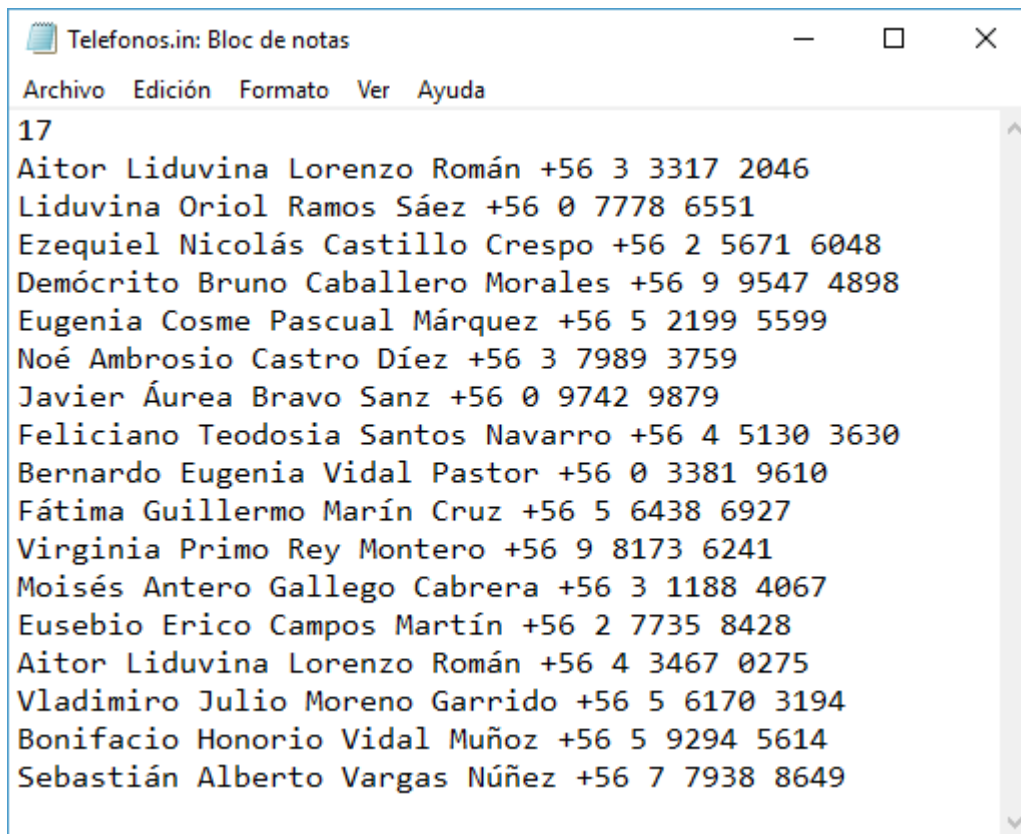 Telefonos.in: Bloc de notas
Archivo Edición Formato Ver Ayuda
17
Aitor Liduvina Lorenzo Román +56 3 3317 2046
Liduvina Oriol Ramos Sáez +56 0 7778 6551
Ezequiel Nicolás Castillo Crespo +56 2 5671 6048
Demócrito Bruno Caballero Morales +56 9 9547 4898
Eugenia Cosme Pascual Márquez +56 5 2199 5599
Noé Ambrosio Castro Díez +56 3 7989 3759
Javier Áurea Bravo Sanz +56 0 9742 9879
Feliciano Teodosia Santos Navarro +56 4 5130 3630
Bernardo Eugenia Vidal Pastor +56 0 3381 9610
Fátima Guillermo Marín Cruz +56 5 6438 6927
Virginia Primo Rey Montero +56 9 8173 6241
Moisés Antero Gallego Cabrera +56 3 1188 4067
Eusebio Erico Campos Martín +56 2 7735 8428
Aitor Liduvina Lorenzo Román +56 4 3467 0275
Vladimiro Julio Moreno Garrido +56 5 6170 3194
Bonifacio Honorio Vidal Muñoz +56 5 9294 5614
Sebastián Alberto Vargas Núñez +56 7 7938 8649